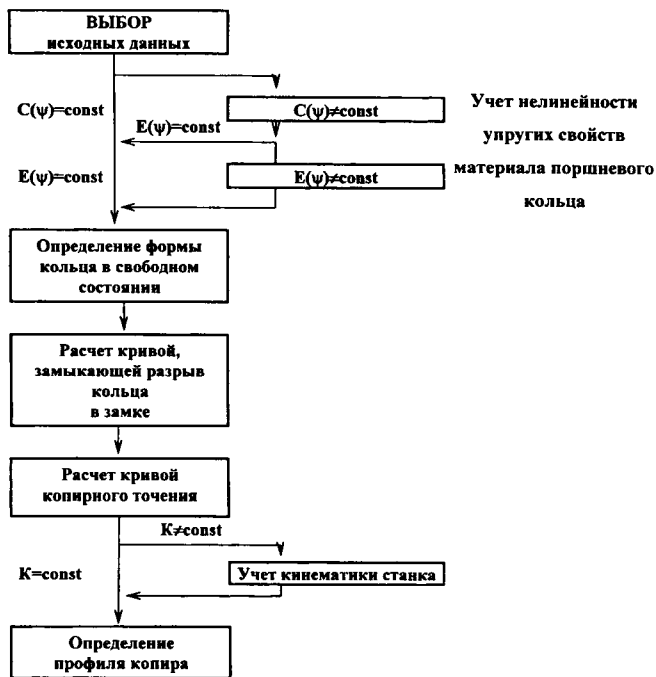 ВЫБОР
исходных данных
C(ψ)=const
C(ψ)≠const
E(ψ)=const
E(ψ)=const
E(ψ)≠const
Учет нелинейности
упругих свойств
материала поршневого
кольца
Определение формы
кольца в свободном
состоянии
Расчет кривой,
замыкающей разрыв
кольца
в замке
Расчет кривой
копирного точения
K≠const
K=const
Учет кинематики станка
Определение
профиля копира